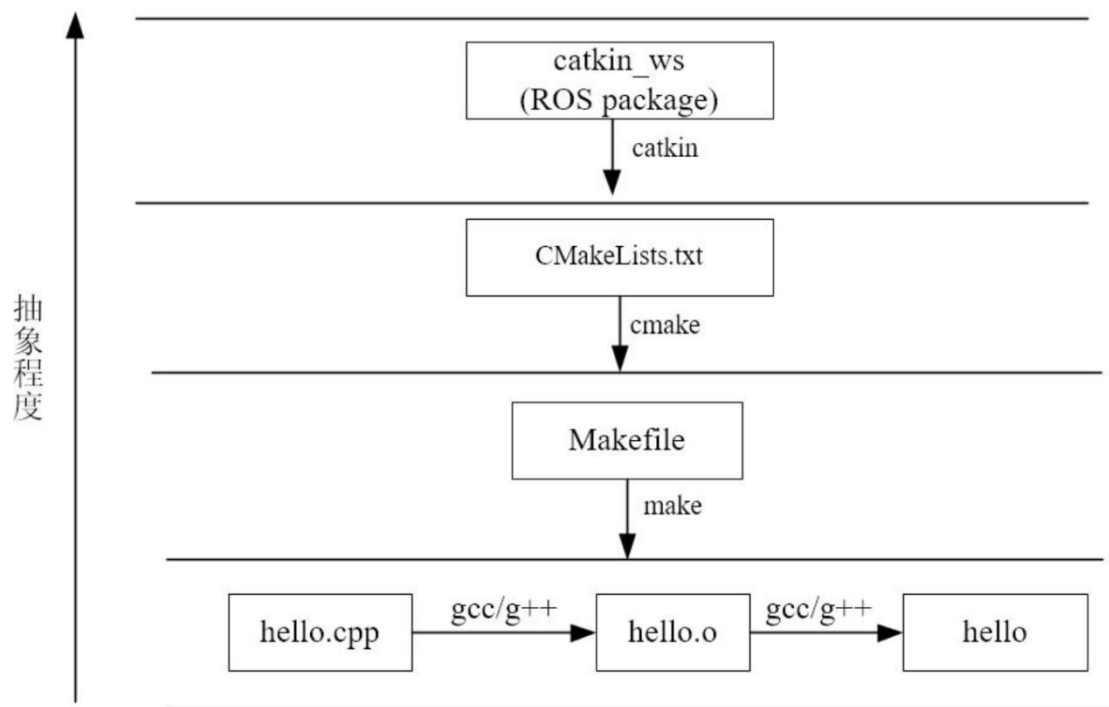 catkin_ws
(ROS package)
catkin
CMakeLists.txt
cmake
抽象程度
Makefile
make
hello.cpp
gcc/g++
hello.o
gcc/g++
hello